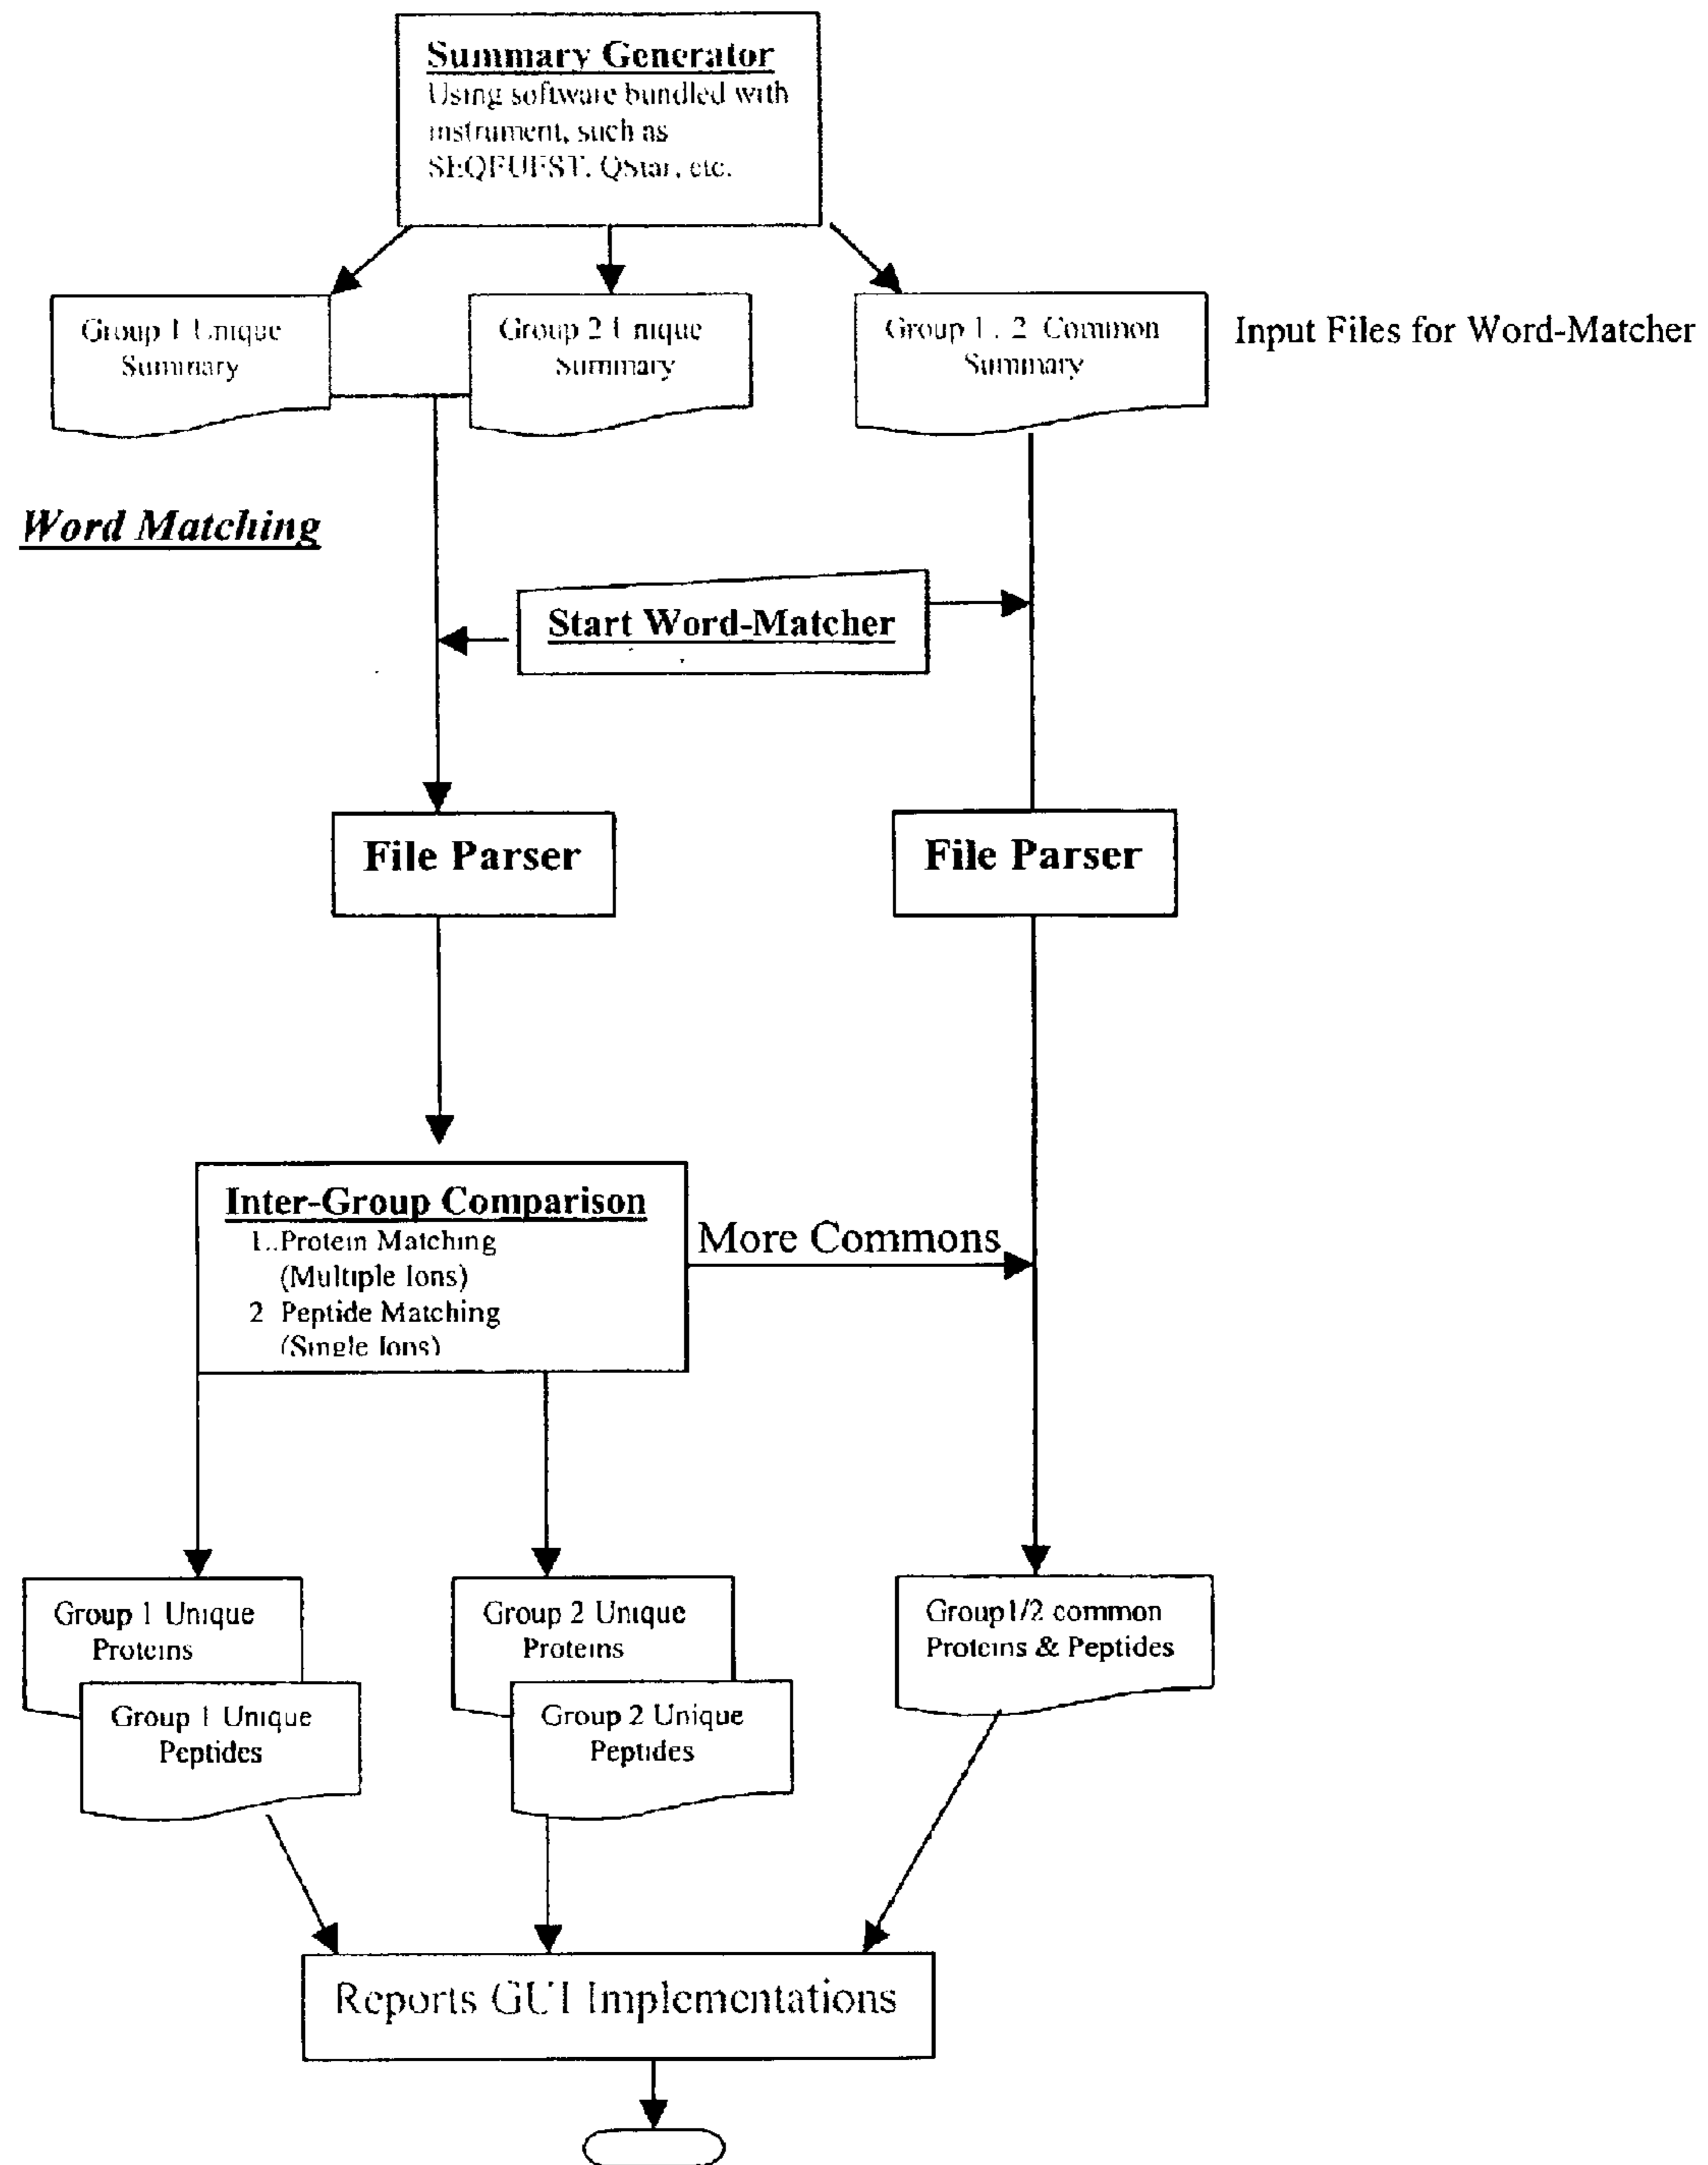 Summary Generator
Using software bundled with
instrument, such as
SEQFUFST, QStar, etc.
Group 1 Unique
Summary
Group 2 Unique
Summary
Group 1, 2 Common
Summary
Input Files for Word-Matcher
Word Matching
Start Word-Matcher
File Parser
File Parser
Inter-Group Comparison
1..Protein Matching
(Multiple Ions)
2 Peptide Matching
(Single Ions)
More Commons
Group 1 Unique
Proteins
Group 1 Unique
Peptides
Group 2 Unique
Proteins
Group 2 Unique
Peptides
Group1/2 common
Proteins & Peptides
Reports GUI Implementations